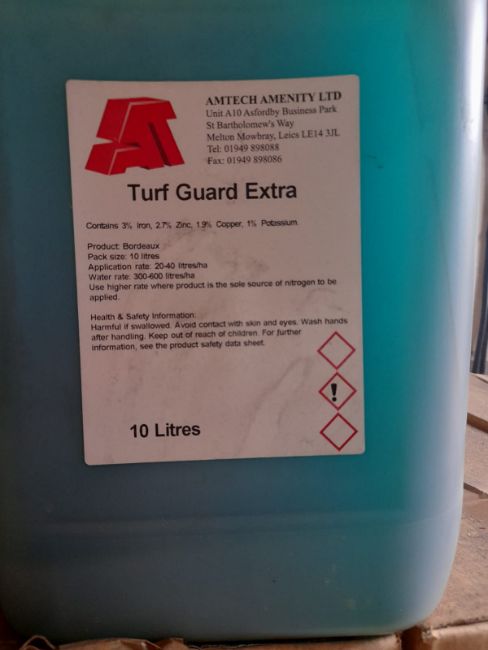 AMTECH AMENITY LTD
Unit A10 Asfordby Business Park
St Bartholomew's Way
Melton Mowbray, Leics LE14 3JL
Tel: 01949 898088
Fax: 01949 898086
Turf Guard Extra
Contains 3% Iron, 2.7% Zinc, 1.9% Copper, 1% Potassium.
Product: Bordeaux
Pack size: 10 litres
Application rate: 20-40 litres/ha
Water rate: 300-600 litres/ha
Use higher rate where product is the sole source of nitrogen to be
applied.
Health & Safety Information:
Harmful if swallowed. Avoid contact with skin and eyes. Wash hands
after handling. Keep out of reach of children. For further
information, see the product safety data sheet.
!
10 Litres